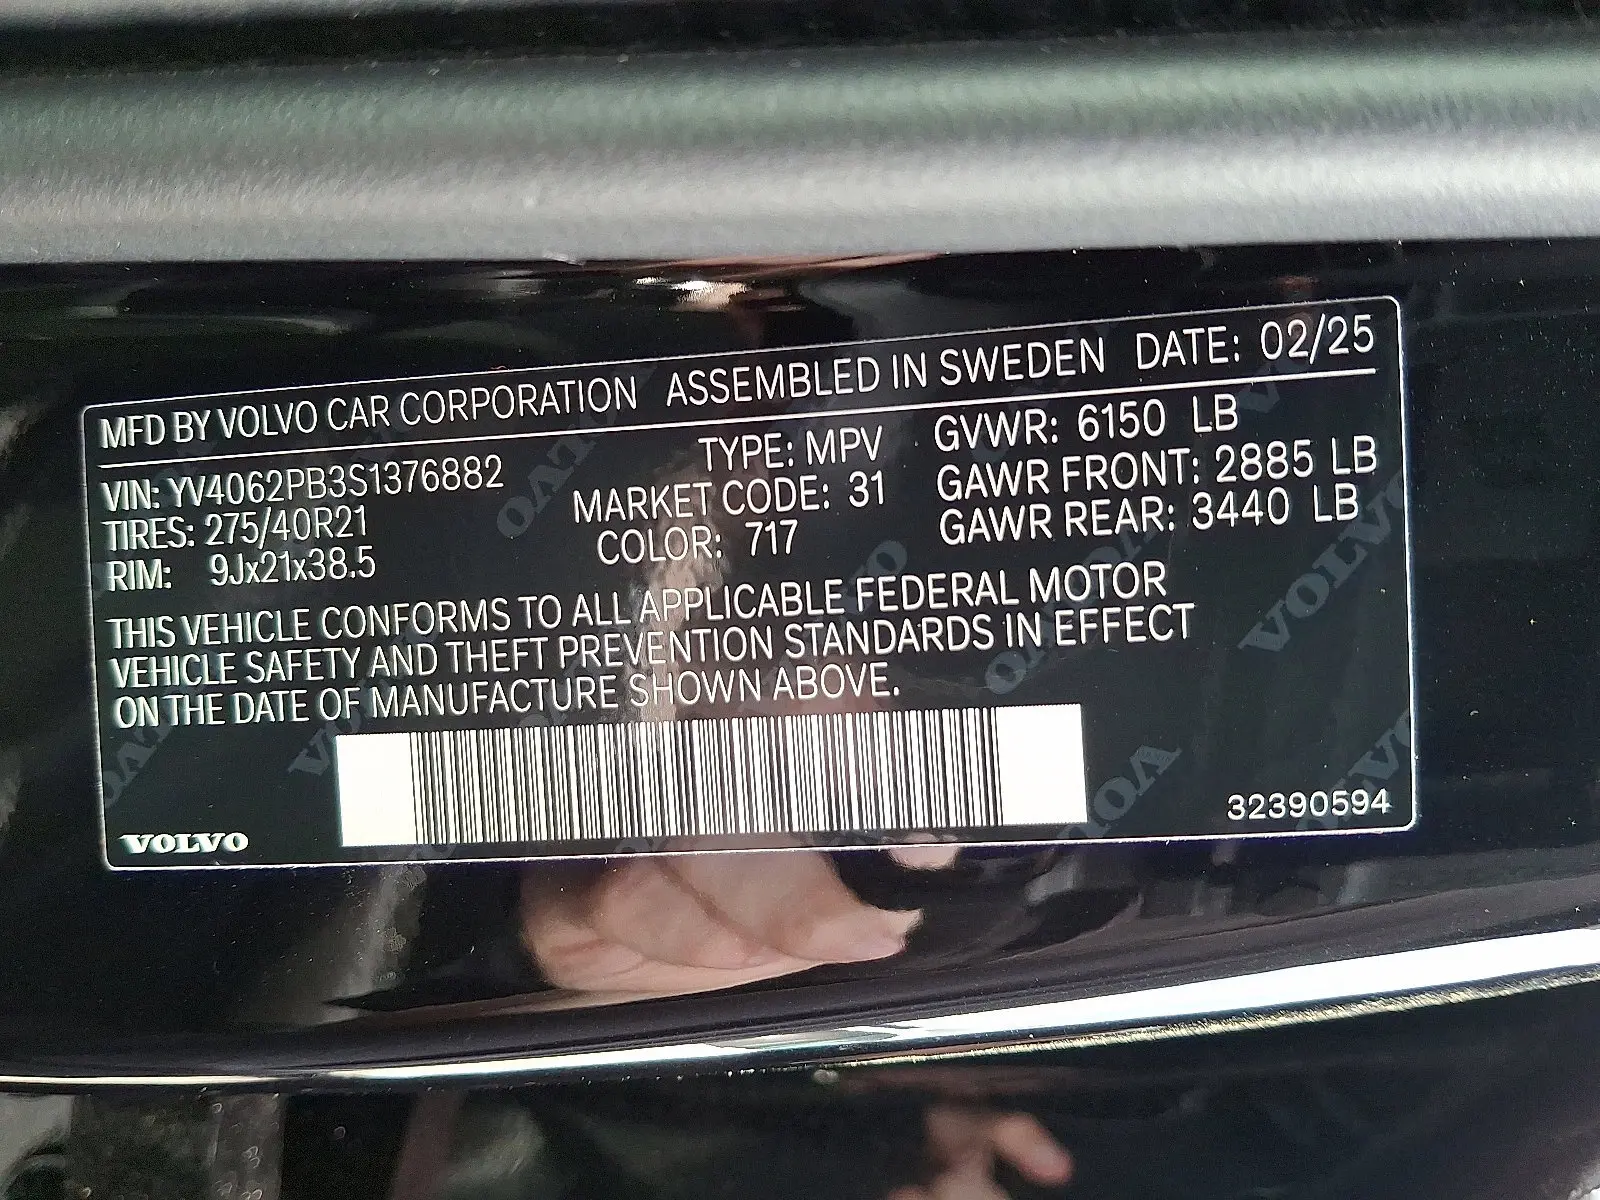 MFD BY VOLVO CAR CORPORATION ASSEMBLED IN SWEDEN DATE: 02/25
VIN: YV4062PB3S1376882 TYPE: MPV GVWR: 6150 LB
TIRES: 275/40R21 MARKET CODE: 31 GAWR FRONT: 2885 LB
RIM: 9Jx21x38.5 COLOR: 717 GAWR REAR: 3440 LB
THIS VEHICLE CONFORMS TO ALL APPLICABLE FEDERAL MOTOR
VEHICLE SAFETY AND THEFT PREVENTION STANDARDS IN EFFECT
ON THE DATE OF MANUFACTURE SHOWN ABOVE.
VOLVO 32390594